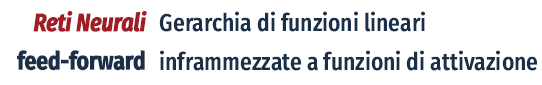 Reti Neurali Gerarchia di funzioni lineari
feed-forward inframmezzate a funzioni di attivazione